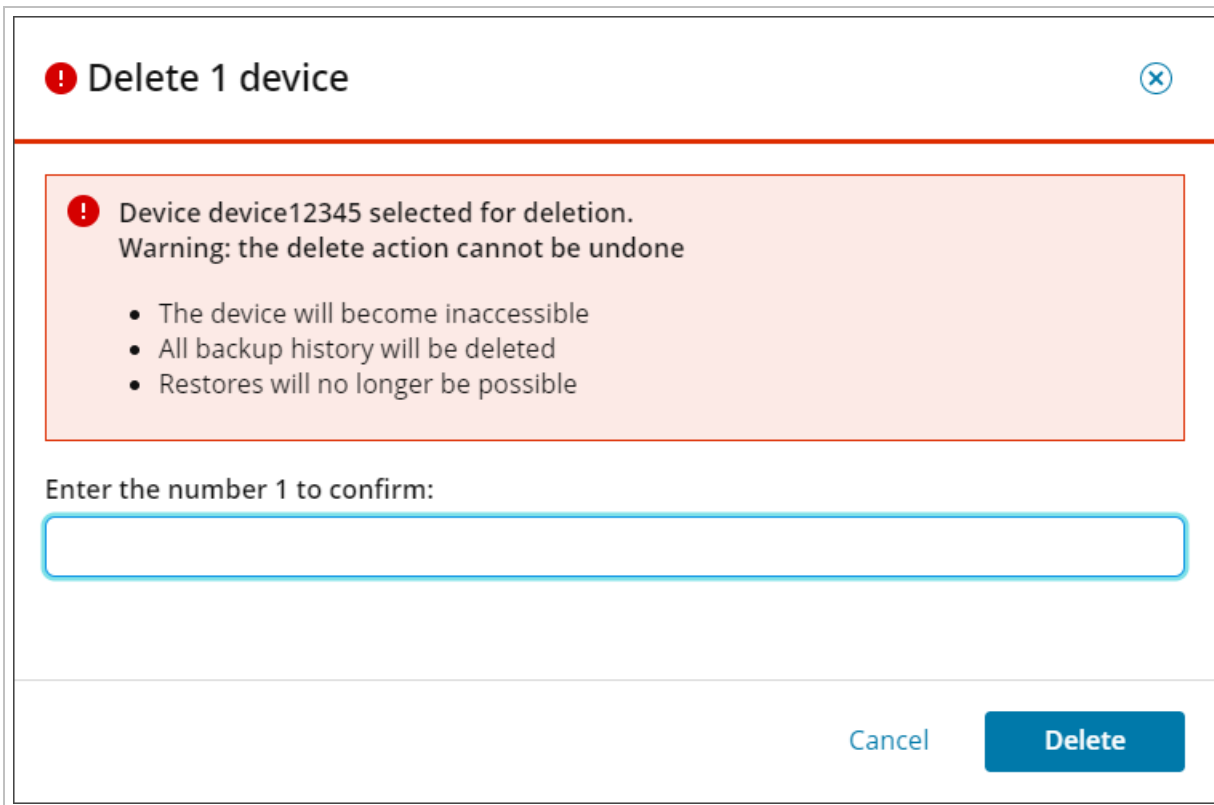 Delete 1 device
Device device12345 selected for deletion.
Warning: the delete action cannot be undone
• The device will become inaccessible
• All backup history will be deleted
• Restores will no longer be possible
Enter the number 1 to confirm:
Cancel Delete